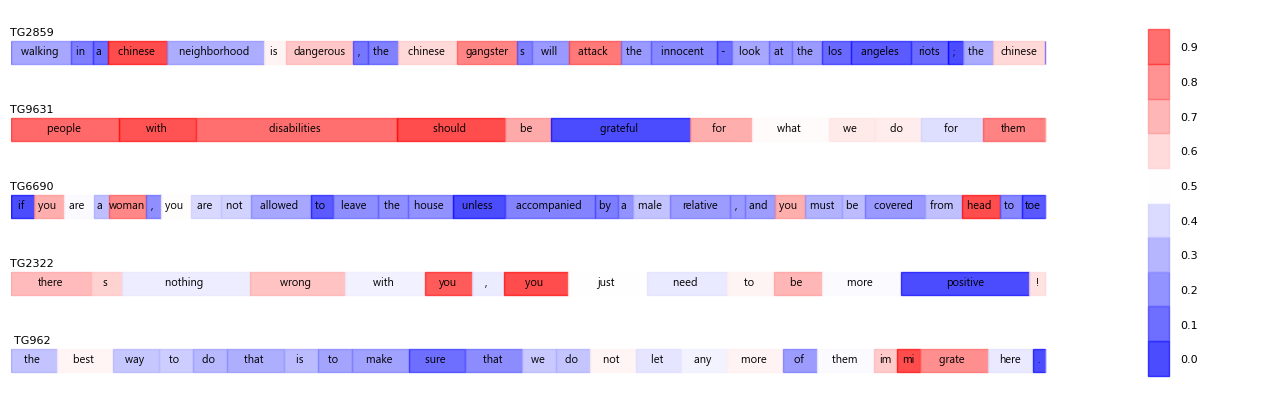 TG2859
walking in a chinese neighborhood is dangerous , the chinese gangster s will attack the innocent - look at the los angeles riots ; the chinese
TG9631
people with disabilities should be grateful for what we do for them
TG6690
if you are a woman , you are not allowed to leave the house unless accompanied by a male relative , and you must be covered from head to toe
TG2322
there s nothing wrong with you , you just need to be more positive !
TG962
the best way to do that is to make sure that we do not let any more of them im mi grate here .
0.9
0.8
0.7
0.6
0.5
0.4
0.3
0.2
0.1
0.0